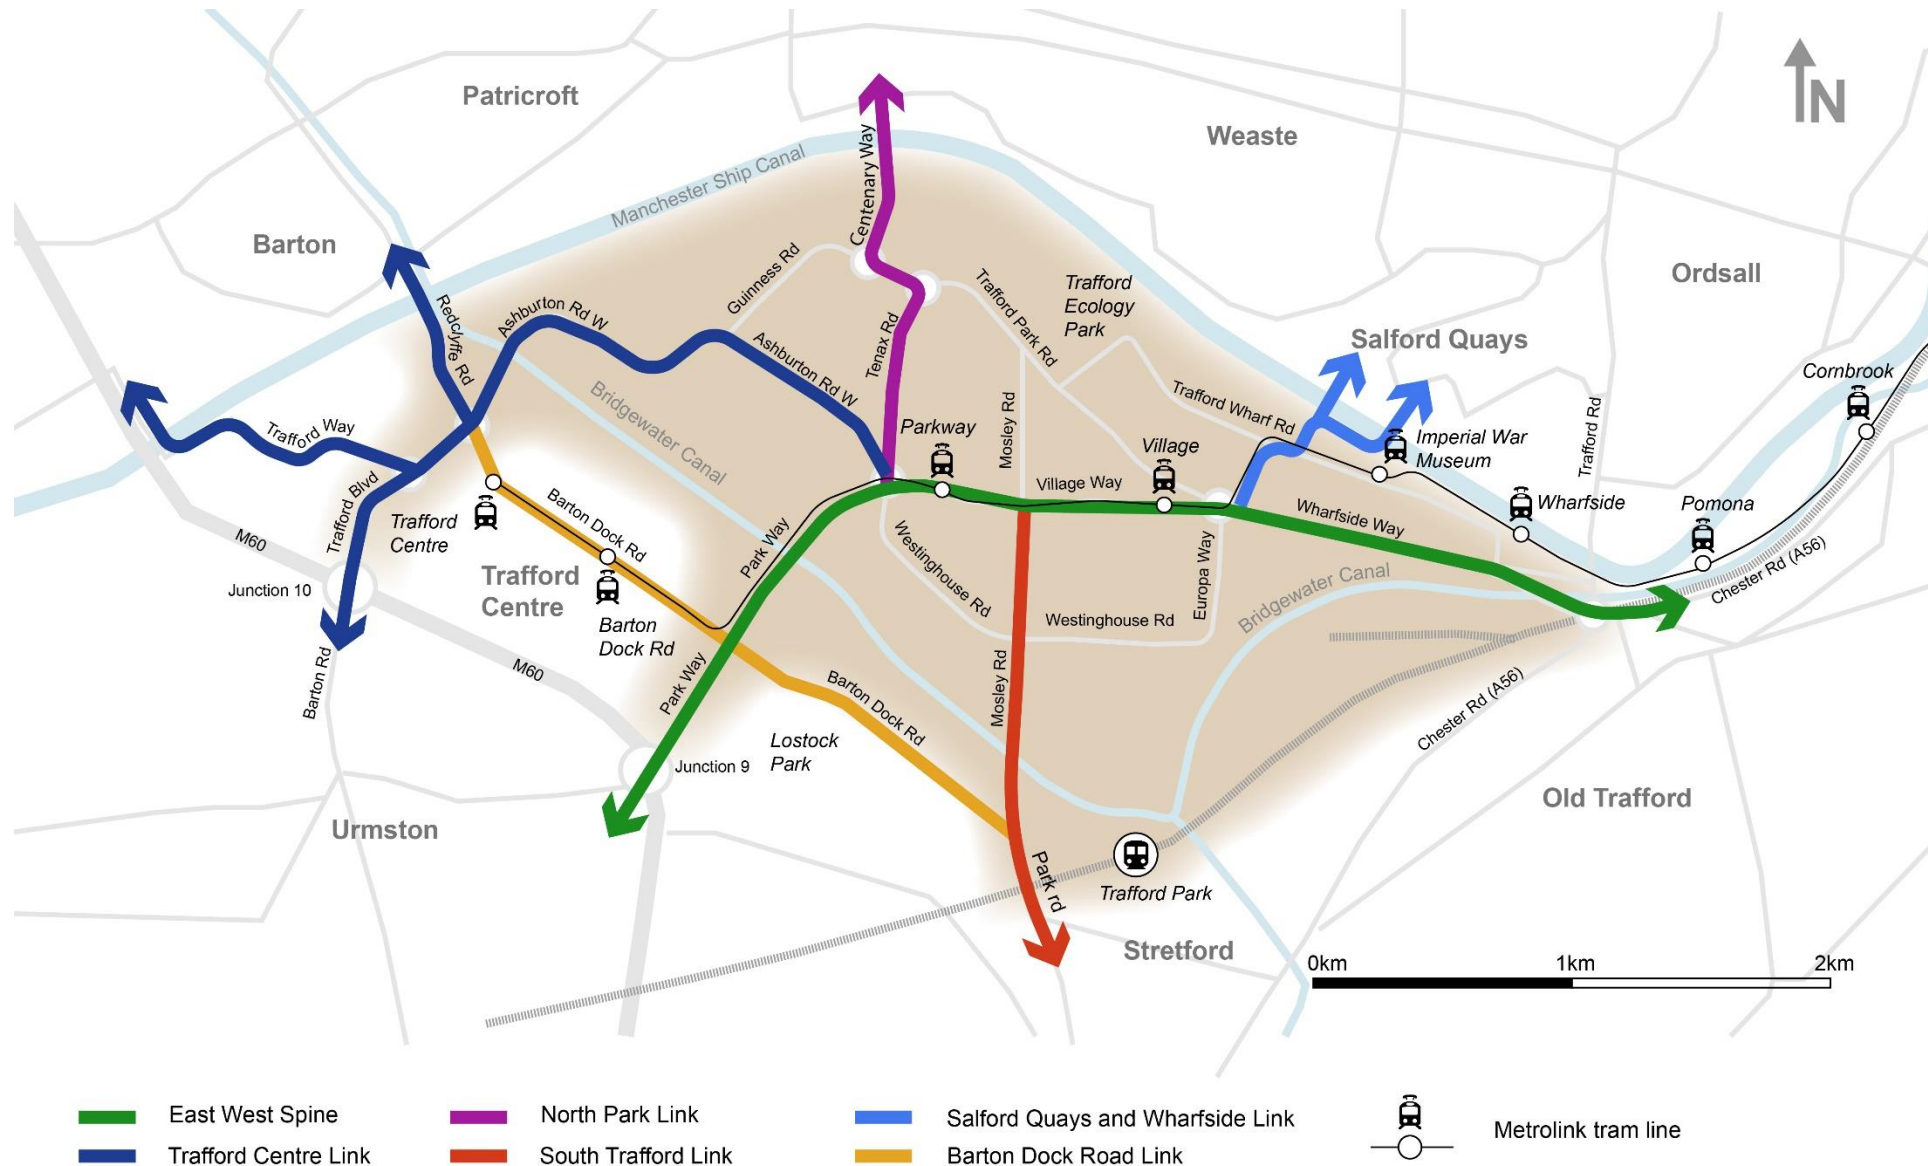 Patricroft
Weaste
N
Centenary Way
Manchester Ship Canal
Barton
Guinness Rd
Trafford Park Rd
Trafford
Ecology
Park
Ordsall
Redclyffe Rd
Ashburton Rd W
Tenax Rd
Salford Quays
Ashburton Rd W
Cornbrook
Bridgewater Canal
Mosley Rd
Trafford Wharf Rd
Trafford Rd
Trafford Way
Parkway
Village
Imperial War
Museum
Trafford Blvd
Village Way
Wharfside
Pomona
Trafford
Centre
Barton Dock Rd
Park Way
Wharfside Way
M60
Westinghouse Rd
Europa Way
Chester Rd (A56)
Trafford
Centre
Junction 10
Bridgewater Canal
Westinghouse Rd
Barton
Dock Rd
M60
Barton Rd
Park Way
Mosley Rd
Barton Dock Rd
Chester Rd (A56)
Lostock
Park
Junction 9
Old Trafford
Urmston
Park rd
Trafford Park
Stretford
0km
1km
2km
East West Spine
North Park Link
Salford Quays and Wharfside Link
Metrolink tram line
Trafford Centre Link
South Trafford Link
Barton Dock Road Link